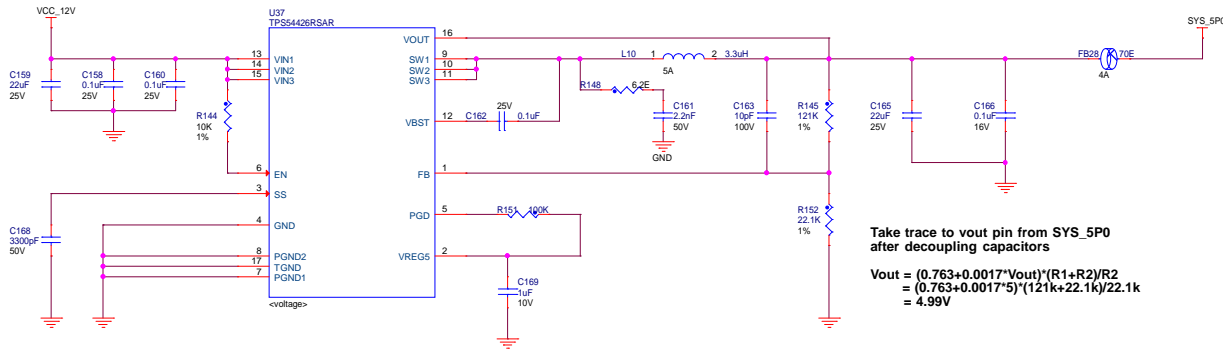 VCC_12V
SYS_5P0
U37
TPS54426RSAR
VOUT
16
13
VIN1
14
VIN2
15
VIN3
9
SW1
10
SW2
11
SW3
L10
1
2
3.3uH
5A
FB28
70E
4A
C159
22uF
25V
C158
0.1uF
25V
C160
0.1uF
25V
R144
10K
1%
R148
6.2E
C161
2.2nF
50V
GND
C163
10pF
100V
R145
121K
1%
C165
22uF
25V
C166
0.1uF
16V
VBST
12
C162
25V
0.1uF
6
EN
3
SS
FB
1
4
GND
PGD
5
R151
100K
R152
22.1K
1%
C168
3300pF
50V
8
PGND2
17
TGND
7
PGND1
VREG5
2
C169
1uF
10V
<voltage>
Take trace to vout pin from SYS_5P0
after decoupling capacitors
Vout = (0.763+0.0017*Vout)*(R1+R2)/R2
= (0.763+0.0017*5)*(121k+22.1k)/22.1k
= 4.99V